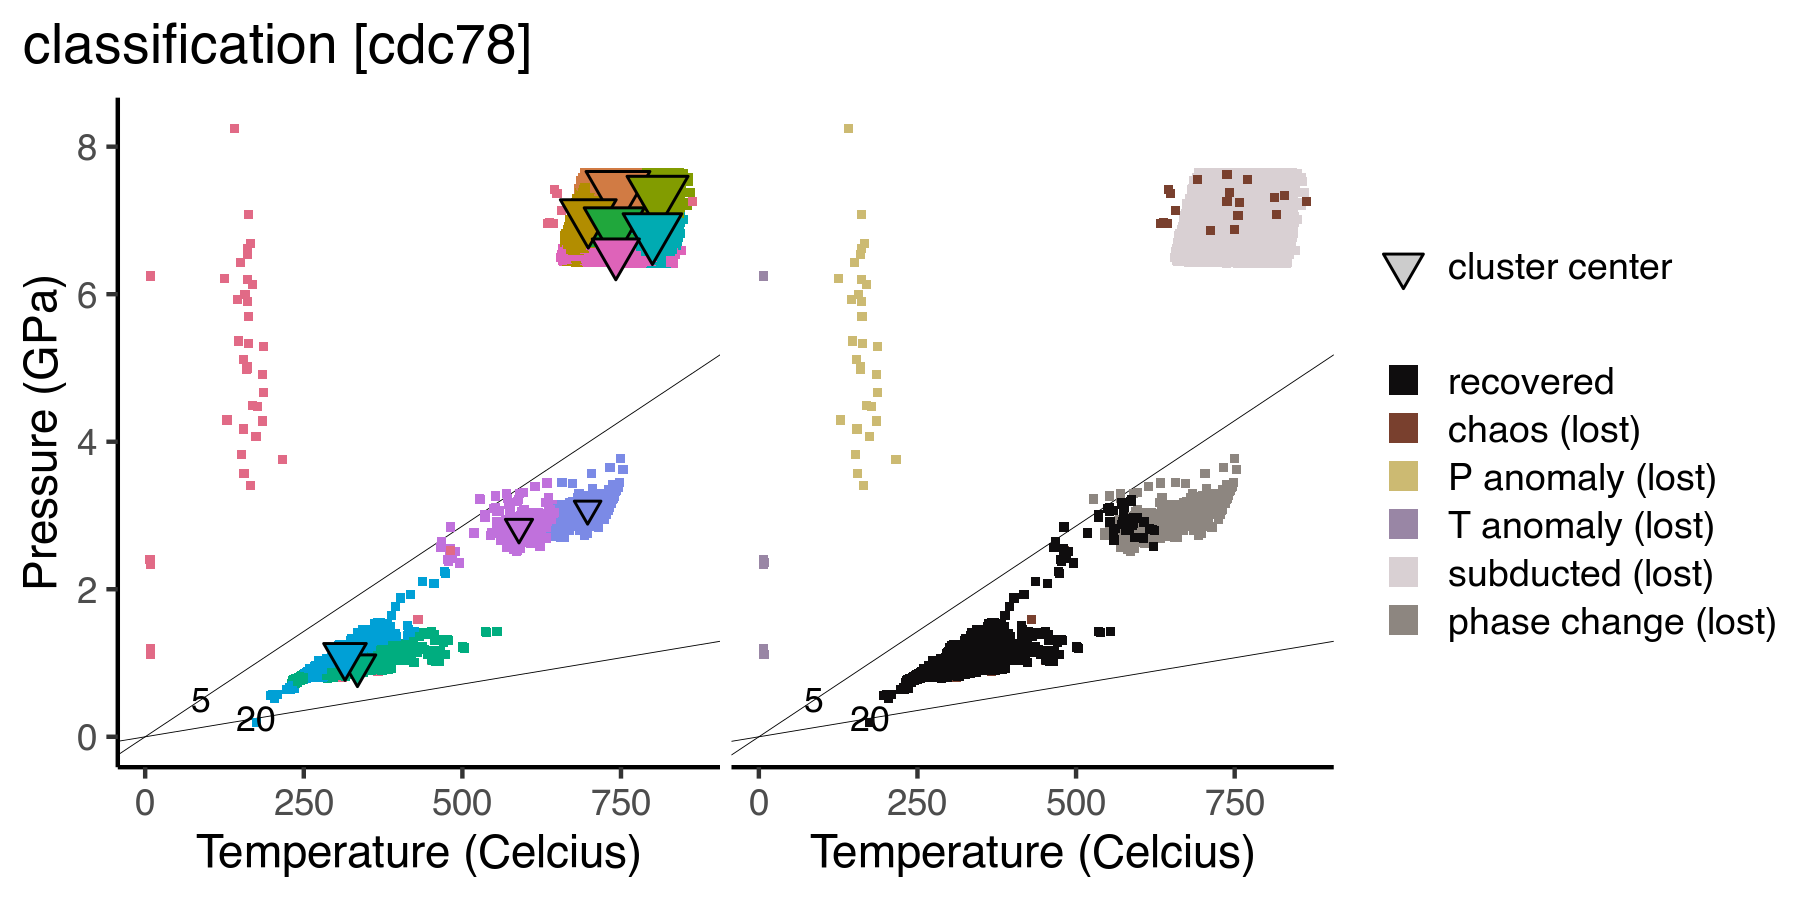 classification [cdc78]
Pressure (GPa)
8
6
4
2
0
5
20
0 250 500 750
Temperature (Celcius)
5
20
0 250 500 750
Temperature (Celcius)
cluster center
recovered
chaos (lost)
P anomaly (lost)
T anomaly (lost)
subducted (lost)
phase change (lost)